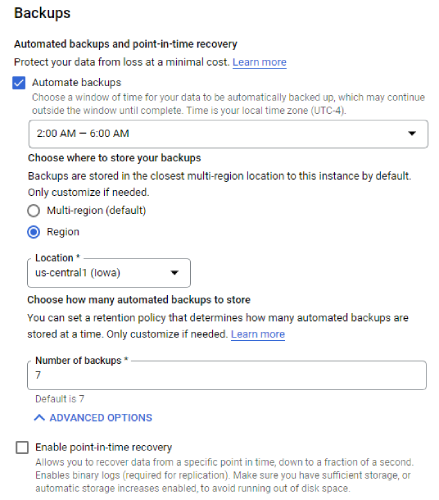 Backups
Automated backups and point-in-time recovery
Protect your data from loss at a minimal cost. Learn more
Automate backups
Choose a window of time for your data to be automatically backed up, which may continue
outside the window until complete. Time is your local time zone (UTC-4).
2:00 AM — 6:00 AM
Choose where to store your backups
Backups are stored in the closest multi-region location to this instance by default.
Only customize if needed.
Multi-region (default)
Region
Location *
us-central1 (Iowa)
Choose how many automated backups to store
You can set a retention policy that determines how many automated backups are
stored at a time. Only customize if needed. Learn more
Number of backups *
7
Default is 7
ADVANCED OPTIONS
Enable point-in-time recovery
Allows you to recover data from a specific point in time, down to a fraction of a second.
Enables binary logs (required for replication). Make sure you have sufficient storage, or
automatic storage increases enabled, to avoid running out of disk space.